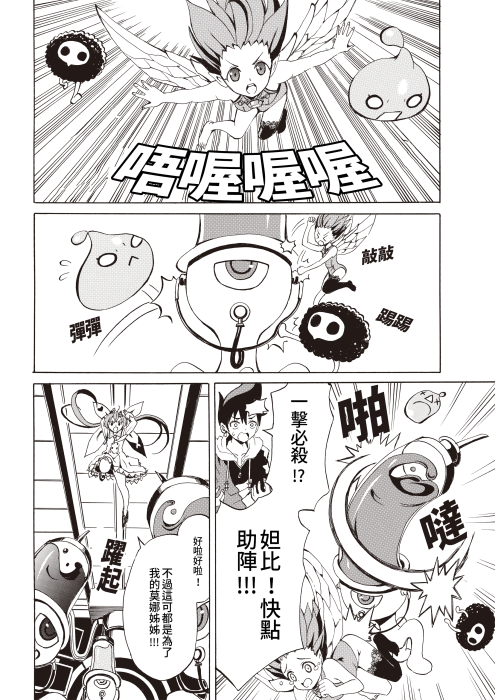 唔喔喔喔
敲敲
踢踢
彈彈
啪
噠
一擊必殺!?
妲比!快點
助陣!!!
躍起
好啦好啦!
不過這可都是為了
我的莫娜姊姊!!!